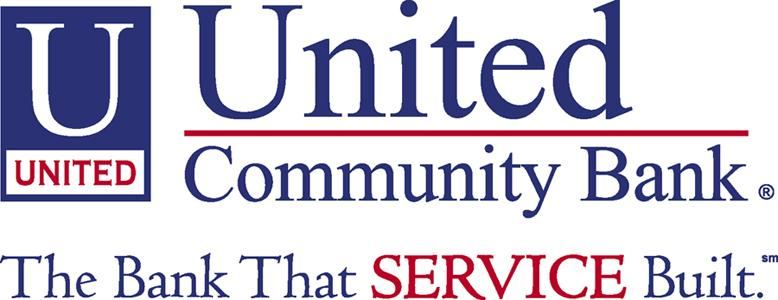 U
UNITED
United
Community Bank®
The Bank That SERVICE Built.℠